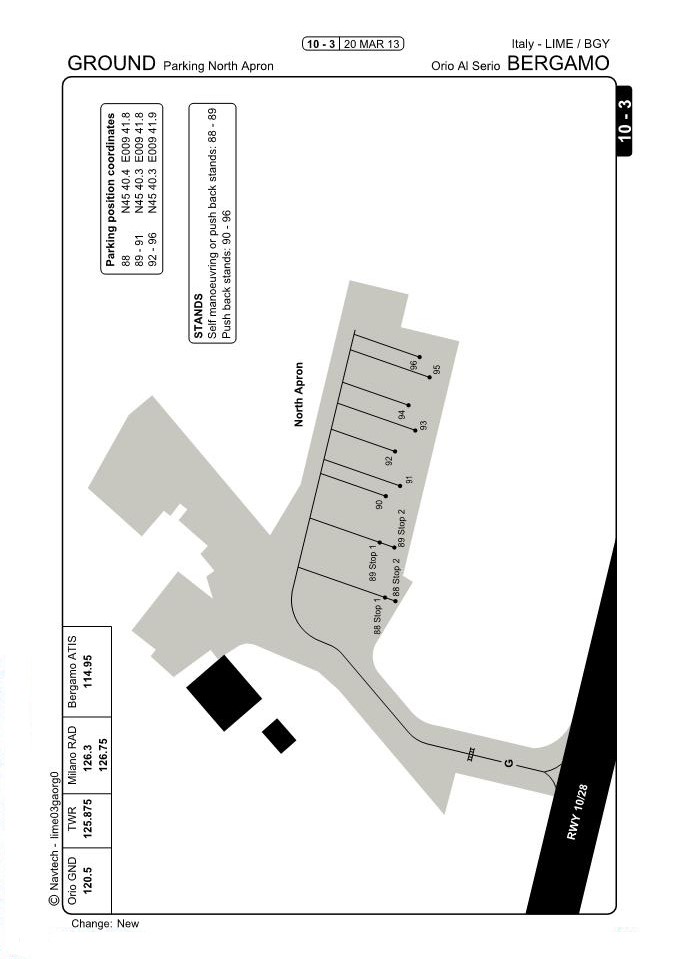 10 - 3 20 MAR 13
Italy - LIME / BGY
GROUND Parking North Apron
Orio Al Serio BERGAMO
10 - 3
Parking position coordinates
88 N45 40.4 E009 41.8
89 - 91 N45 40.3 E009 41.8
92 - 96 N45 40.3 E009 41.9
STANDS
Self manoeuvring or push back stands: 88 - 89
Push back stands: 90 - 96
North Apron
96
95
94
93
92
91
90
89 Stop 2
89 Stop 1
88 Stop 2
88 Stop 1
G
RWY 10/28
Orio GND
120.5
TWR
125.875
Milano RAD
126.3
126.75
Bergamo ATIS
114.95
© Navtech - lime03gaorg0
Change: New